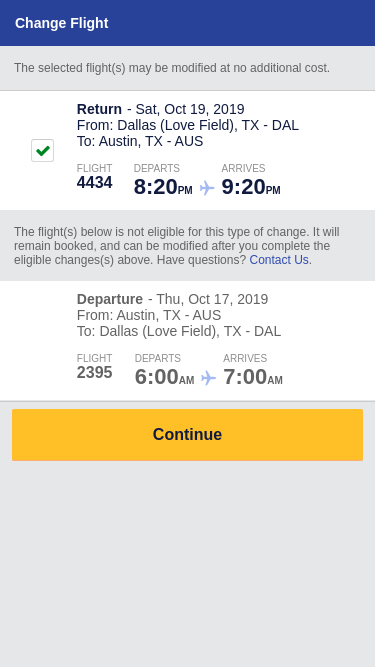 Change Flight
The selected flight(s) may be modified at no additional cost.
Return - Sat, Oct 19, 2019
From: Dallas (Love Field), TX - DAL
To: Austin, TX - AUS
FLIGHT DEPARTS ARRIVES
4434 8:20PM 9:20PM
The flight(s) below is not eligible for this type of change. It will
remain booked, and can be modified after you complete the
eligible changes(s) above. Have questions? Contact Us.
Departure - Thu, Oct 17, 2019
From: Austin, TX - AUS
To: Dallas (Love Field), TX - DAL
FLIGHT DEPARTS ARRIVES
2395 6:00AM 7:00AM
Continue